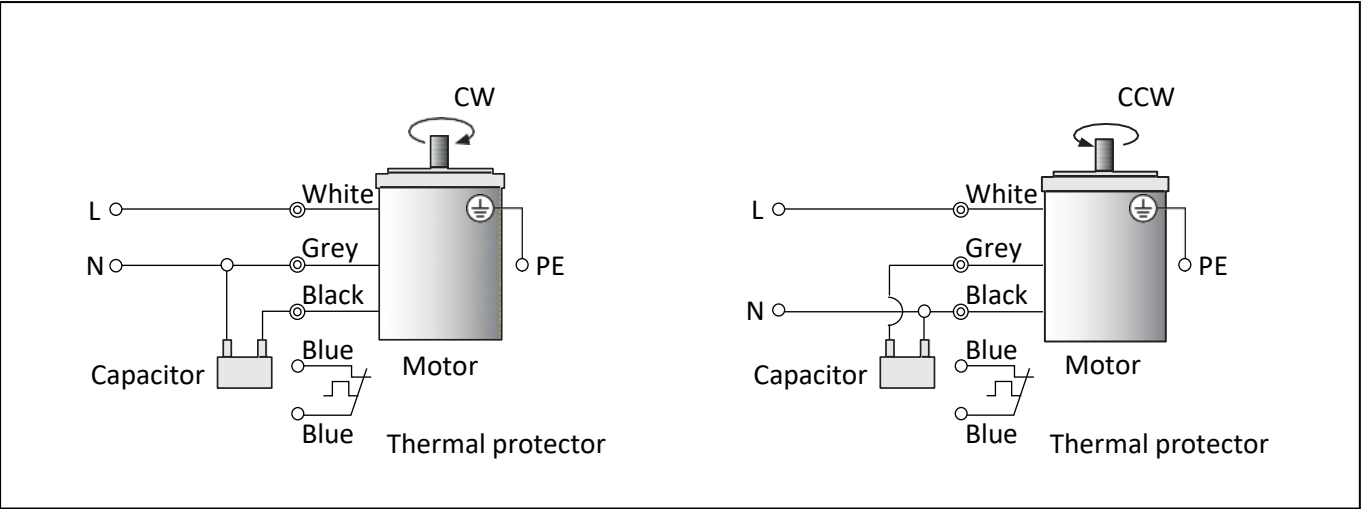 CW
White
L
Grey
N
PE
Black
Blue
Capacitor
Motor
Blue
Thermal protector
CCW
White
L
Grey
PE
Black
N
Blue
Capacitor
Motor
Blue
Thermal protector